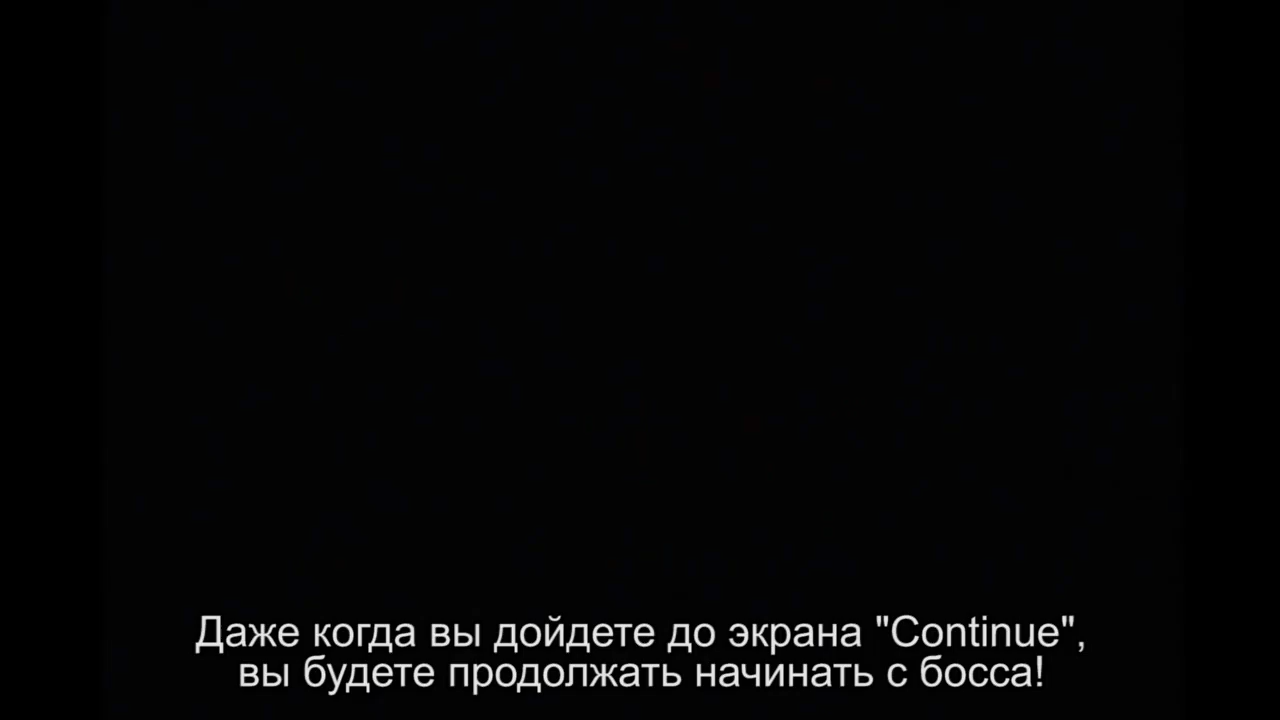 Даже когда вы дойдете до экрана "Continue",
вы будете продолжать начинать с босса!